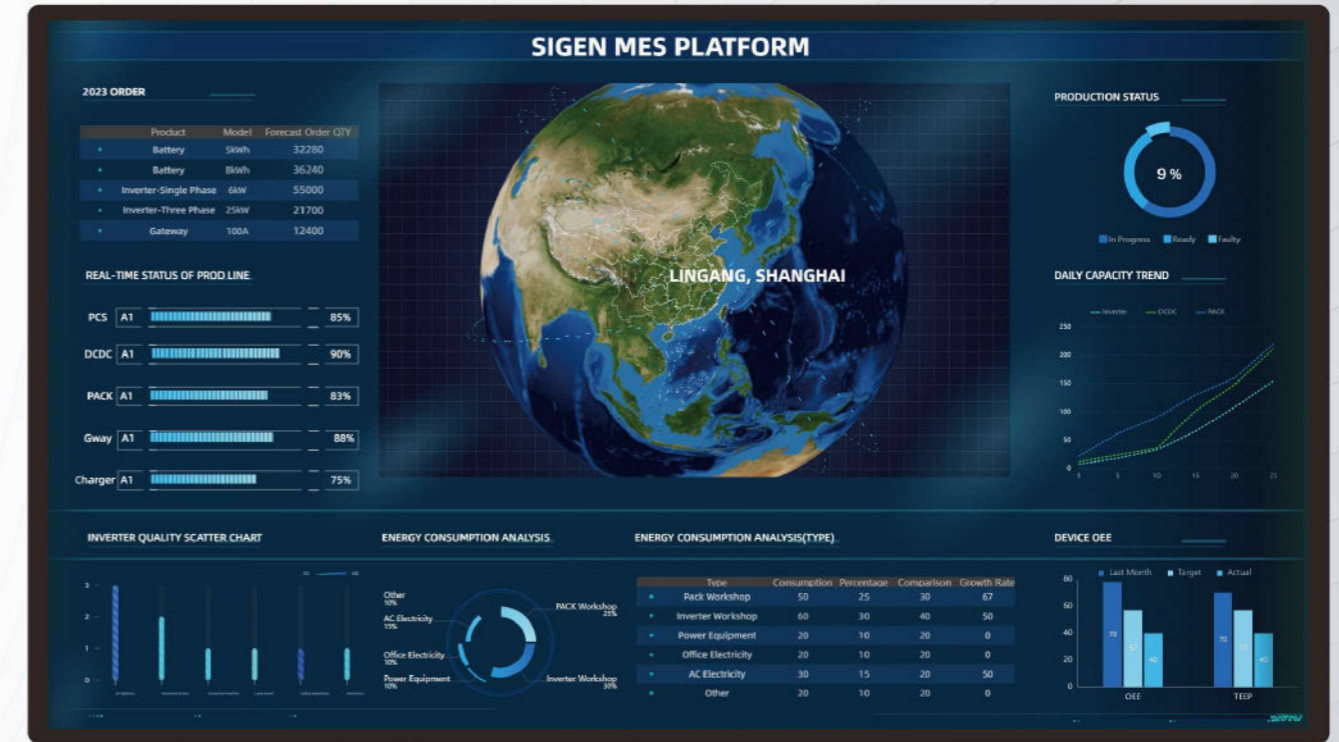 SIGEN MES PLATFORM
2023 ORDER
Product Model Forecast Order QTY
Battery 5kWh 32280
Battery 8kWh 36240
Inverter-Single Phase 6kW 55000
Inverter-Three Phase 25kW 21700
Gateway 100A 12400
REAL-TIME STATUS OF PROD LINE
PCS A1 85%
DCDC A1 90%
PACK A1 83%
Gway A1 88%
Charger A1 75%
LINGANG, SHANGHAI
PRODUCTION STATUS
9 %
In Progress Ready Faulty
DAILY CAPACITY TREND
Inverter DCDC PACK
250
200
150
100
50
0
1 5 10 15 20 25
INVERTER QUALITY SCATTER CHART
3
2
1
0
ENERGY CONSUMPTION ANALYSIS
Other
10%
AC Electricity
15%
Office Electricity
10%
Power Equipment
10%
PACK Workshop
25%
Inverter Workshop
30%
ENERGY CONSUMPTION ANALYSIS(TYPE)
Type Consumption Percentage Comparison Growth Rate
Pack Workshop 50 25 30 67
Inverter Workshop 60 30 40 50
Power Equipment 20 10 20 0
Office Electricity 20 10 20 0
AC Electricity 30 15 20 50
Other 20 10 20 0
DEVICE OEE
Last Month Target Actual
80
60
40
20
0
78 57 40
70 57 40
OEE TEEP